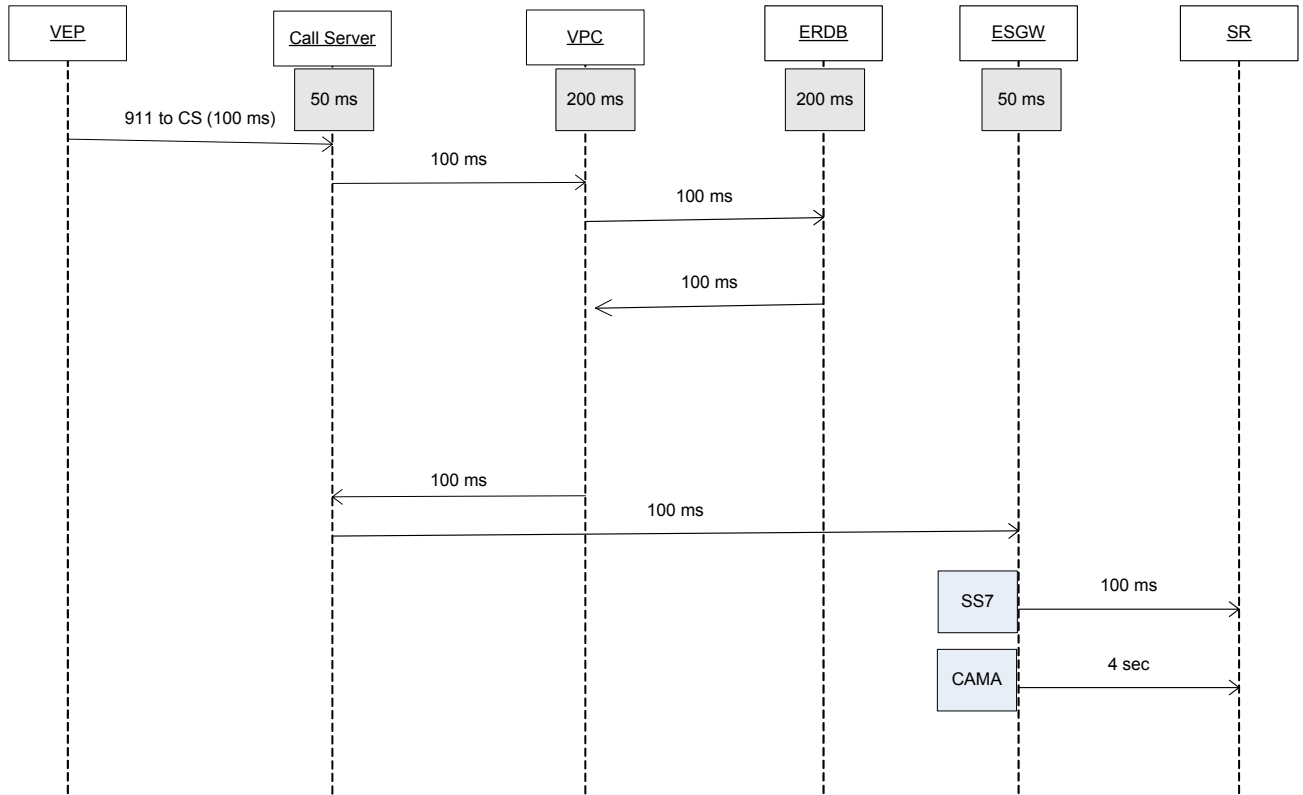 VEP
Call Server
VPC
ERDB
ESGW
SR
50 ms
200 ms
200 ms
50 ms
911 to CS (100 ms)
100 ms
100 ms
100 ms
100 ms
100 ms
SS7
100 ms
CAMA
4 sec